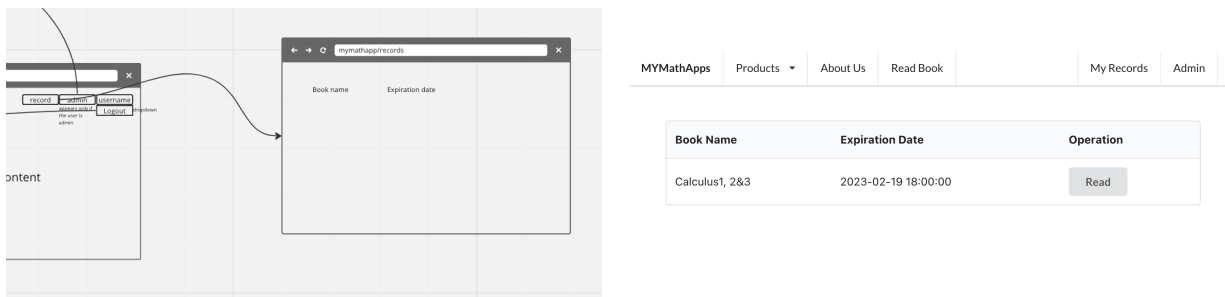 mymathapp/records
record admin username
appears only if
the user is
admin
Logout dropdown
ontent
Book name Expiration date
MYMathApps Products About Us Read Book My Records Admin
Book Name Expiration Date Operation
Calculus1, 2&3 2023-02-19 18:00:00 Read